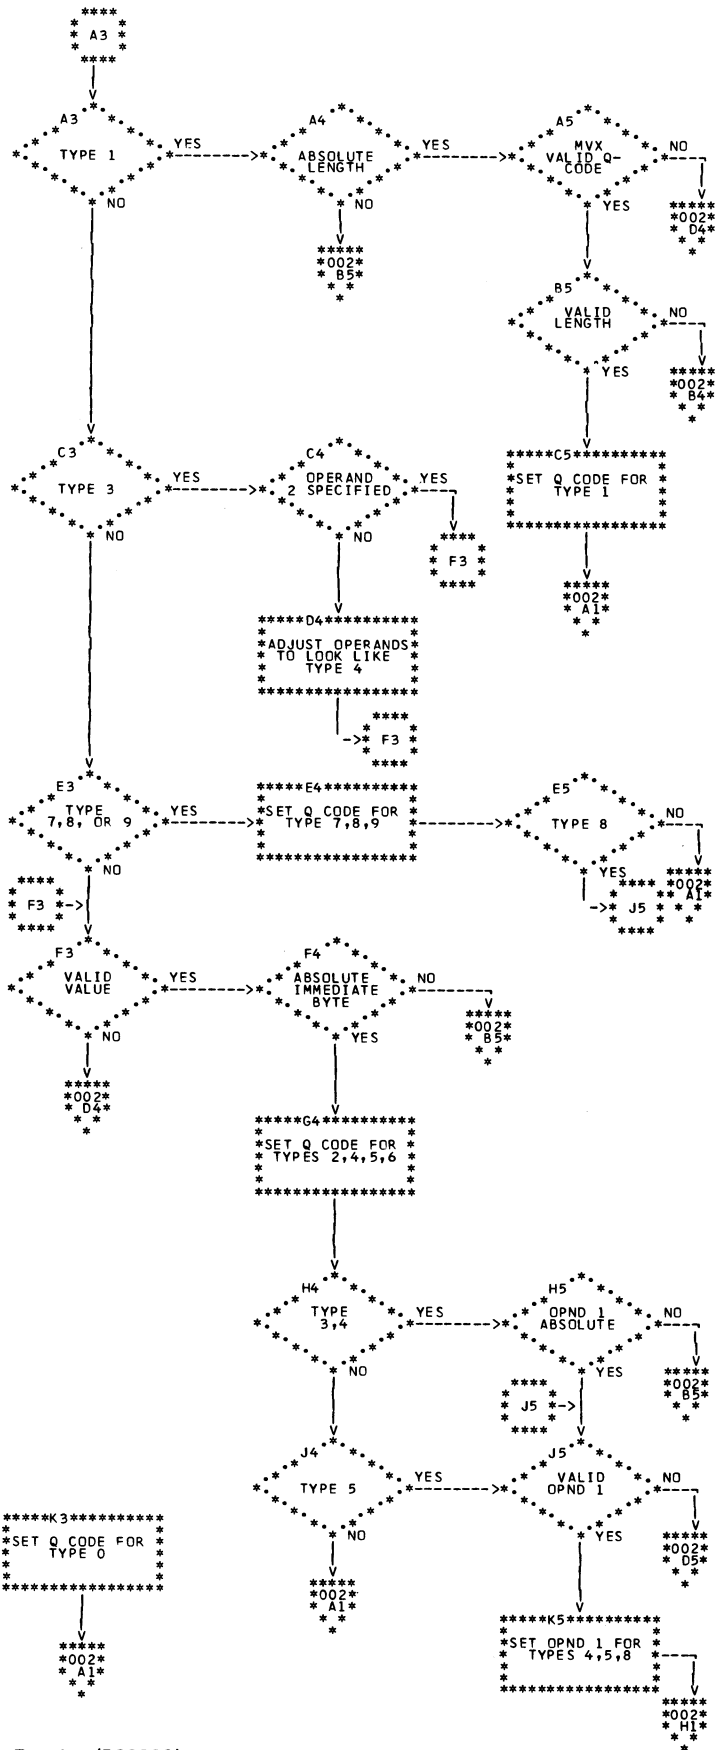 A3
A3
TYPE 1
YES
NO
A4
ABSOLUTE
LENGTH
YES
NO
A5
MVX
VALID Q-
CODE
NO
YES
*002*
* D4*
*002*
* B5*
B5
VALID
LENGTH
NO
YES
*002*
* B4*
C3
TYPE 3
YES
NO
C4
OPERAND
2 SPECIFIED
YES
NO
F3
*****C5**********
SET Q CODE FOR
TYPE 1
*002*
* A1*
*****D4**********
ADJUST OPERANDS
TO LOOK LIKE
TYPE 4
F3
E3
TYPE
7,8, OR 9
YES
NO
*****E4**********
SET Q CODE FOR
TYPE 7,8,9
E5
TYPE 8
NO
YES
*002*
A1
J5
F3
F3
VALID
VALUE
YES
NO
F4
ABSOLUTE
IMMEDIATE
BYTE
NO
YES
*002*
* B5*
*002*
* D4*
*****G4**********
SET Q CODE FOR
TYPES 2,4,5,6
H4
TYPE
3,4
YES
NO
H5
OPND 1
ABSOLUTE
NO
YES
*002*
* B5*
J5
J4
TYPE 5
YES
NO
J5
VALID
OPND 1
NO
YES
*002*
* D5*
*****K3**********
SET Q CODE FOR
TYPE 0
*002*
* A1*
*002*
* A1*
*****K5**********
SET OPND 1 FOR
TYPES 4,5,8
*002*
* H1*